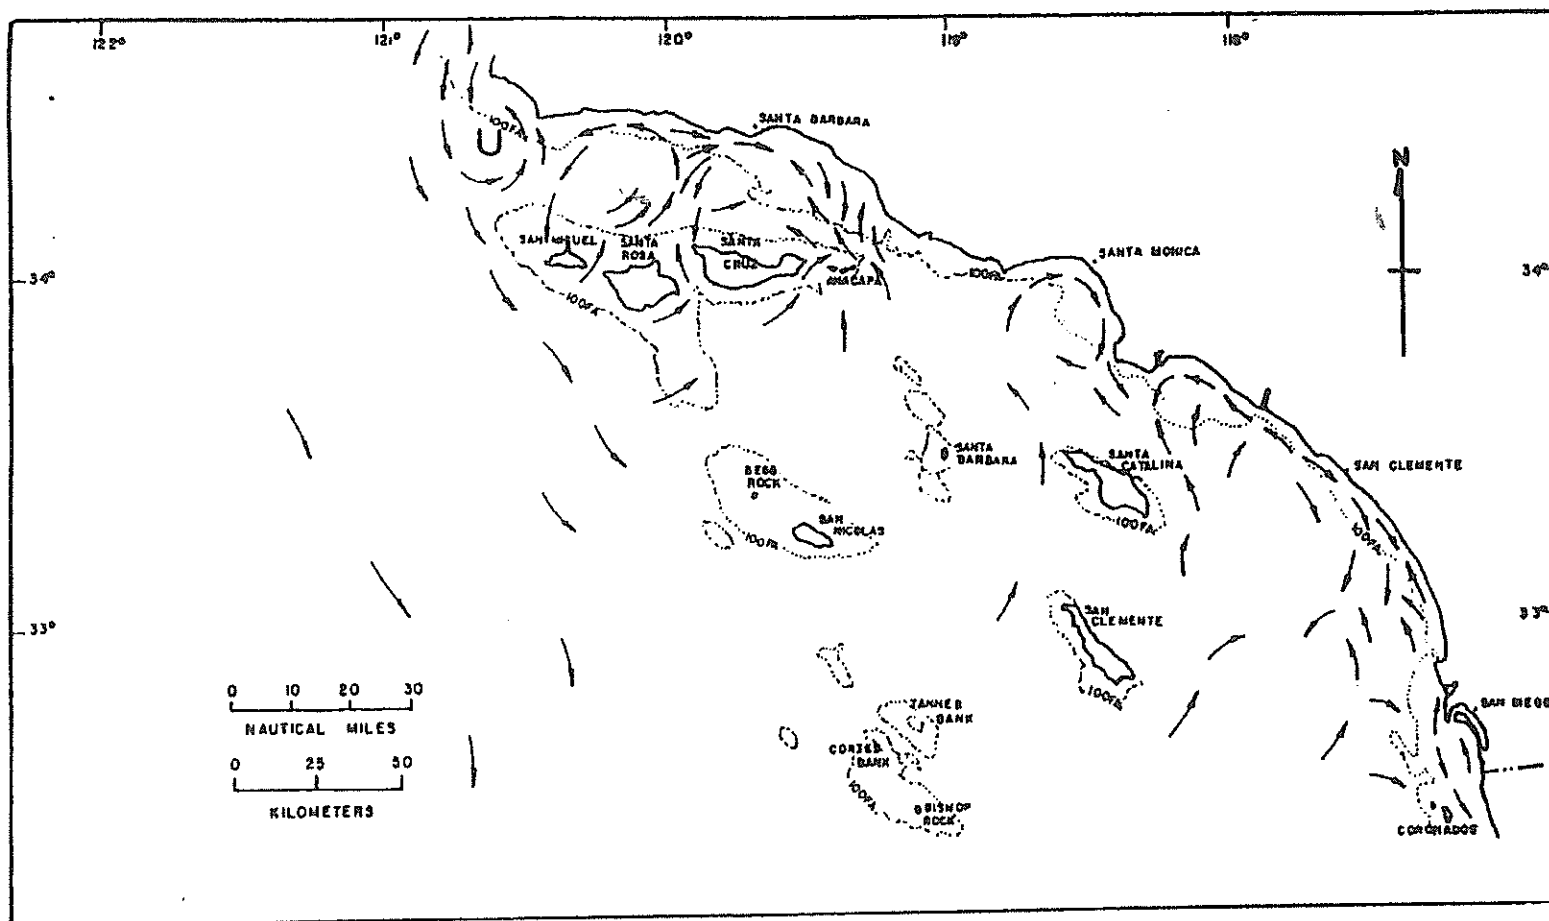 122°
121°
120°
119°
118°
100FA
U
SANTA BARBARA
N
SAN MIGUEL
SANTA
ROSA
SANTA
CRUZ
ANACAPA
100FA
SANTA MONICA
34°
34°
100FA
BEGG
ROCK
SAN
NICOLAS
100FA
SANTA
BARBARA
SANTA
CATALINA
100FA
SAN CLEMENTE
100FA
33°
33°
SAN
CLEMENTE
100FA
0 10 20 30
NAUTICAL MILES
0 25 50
KILOMETERS
TANNER
BANK
CORTES
BANK
100FA
BISHOP
ROCK
SAN DIEGO
CORONADOS